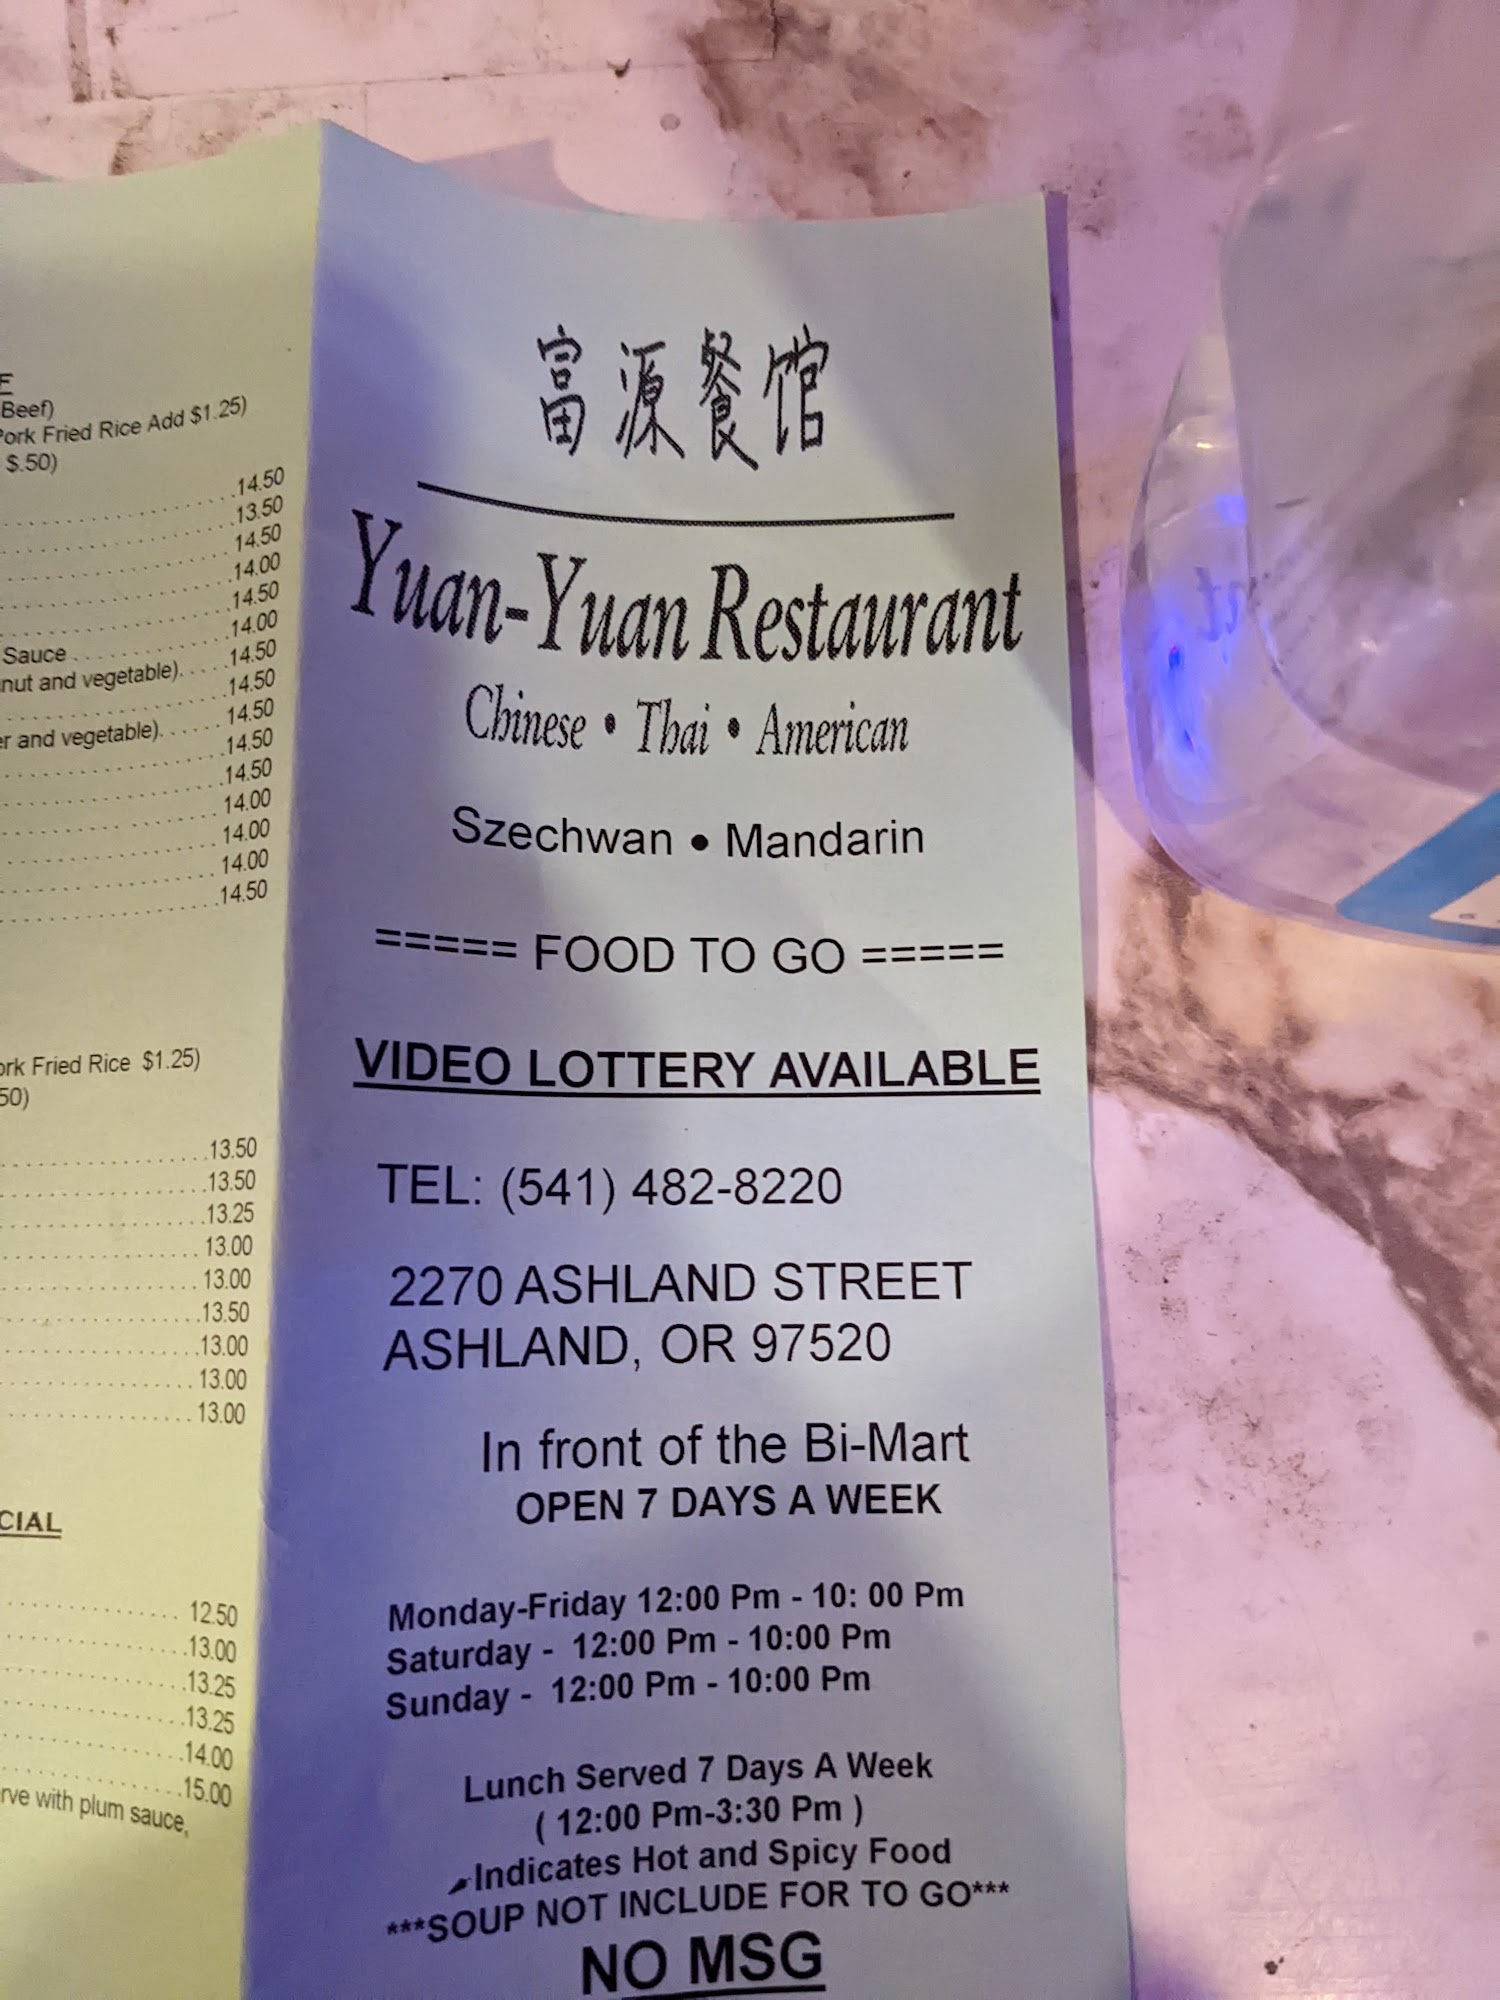 E
Beef)
Pork Fried Rice Add $1.25)
$.50)
14.50
13.50
14.50
14.00
14.50
14.00
Sauce 14.50
nut and vegetable). 14.50
14.50
er and vegetable). 14.50
14.50
14.00
14.00
14.00
14.50
ork Fried Rice $1.25)
50)
13.50
13.50
13.25
13.00
13.00
13.50
13.00
13.00
13.00
CIAL
12.50
13.00
13.25
13.25
14.00
15.00
rve with plum sauce,
富源餐馆
Yuan-Yuan Restaurant
Chinese • Thai • American
Szechwan • Mandarin
===== FOOD TO GO =====
VIDEO LOTTERY AVAILABLE
TEL: (541) 482-8220
2270 ASHLAND STREET
ASHLAND, OR 97520
In front of the Bi-Mart
OPEN 7 DAYS A WEEK
Monday-Friday 12:00 Pm - 10: 00 Pm
Saturday - 12:00 Pm - 10:00 Pm
Sunday - 12:00 Pm - 10:00 Pm
Lunch Served 7 Days A Week
( 12:00 Pm-3:30 Pm )
Indicates Hot and Spicy Food
***SOUP NOT INCLUDE FOR TO GO***
NO MSG